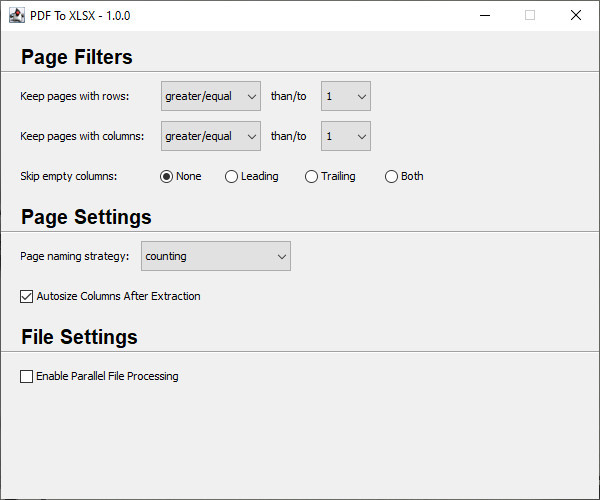 PDF To XLSX - 1.0.0
Page Filters
Keep pages with rows: greater/equal than/to 1
Keep pages with columns: greater/equal than/to 1
Skip empty columns: None Leading Trailing Both
Page Settings
Page naming strategy: counting
Autosize Columns After Extraction
File Settings
Enable Parallel File Processing